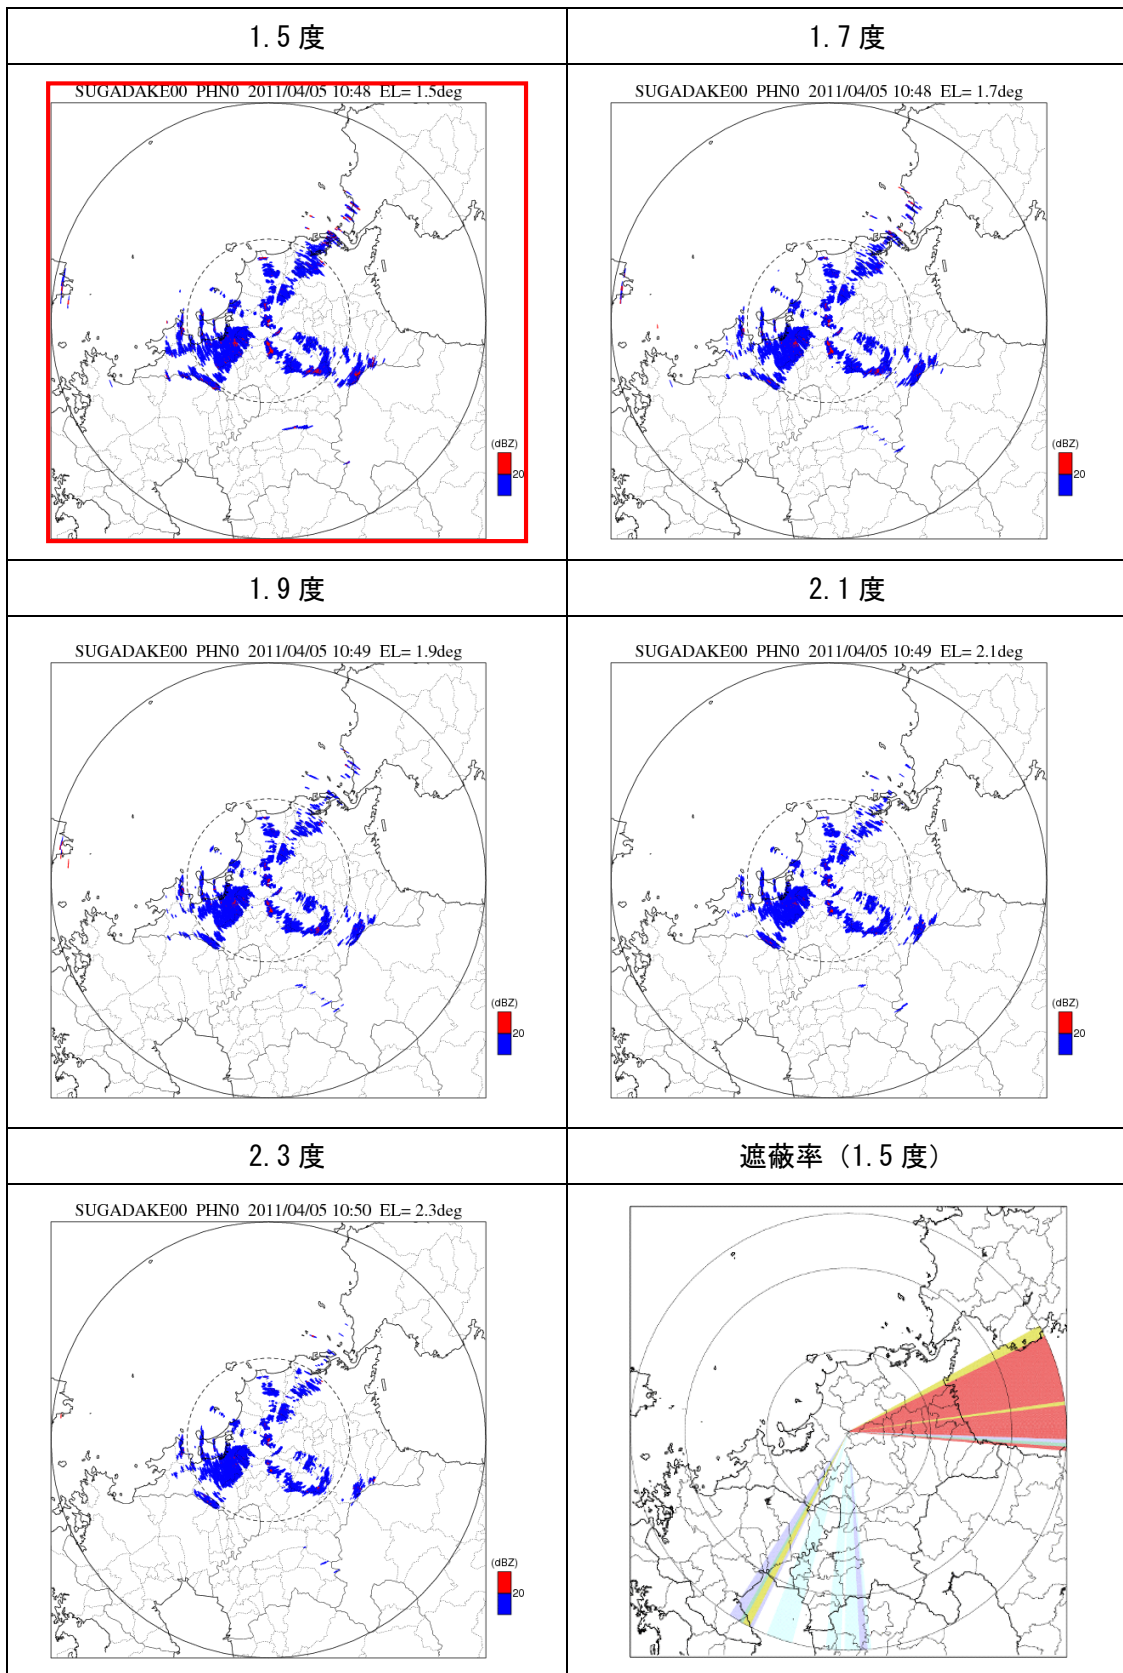 1.5度
1.7度
SUGADAKE00 PHN0 2011/04/05 10:48 EL= 1.5deg
(dBZ)
20
SUGADAKE00 PHN0 2011/04/05 10:48 EL= 1.7deg
(dBZ)
20
1.9度
2.1度
SUGADAKE00 PHN0 2011/04/05 10:49 EL= 1.9deg
(dBZ)
20
SUGADAKE00 PHN0 2011/04/05 10:49 EL= 2.1deg
(dBZ)
20
2.3度
遮蔽率（1.5度）
SUGADAKE00 PHN0 2011/04/05 10:50 EL= 2.3deg
(dBZ)
20